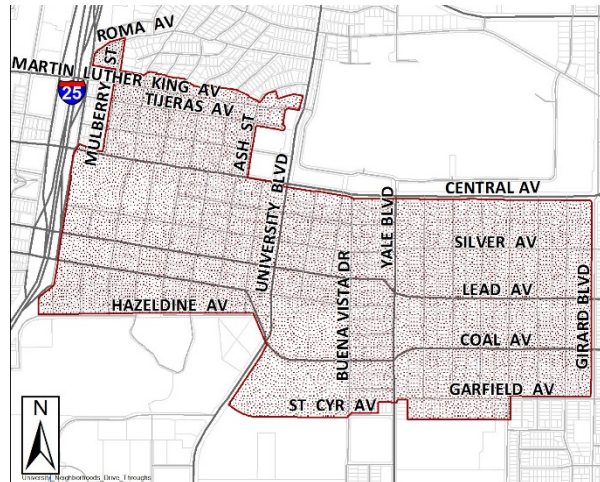 ROMA AV
MARTIN LUTHER KING AV
TIJERAS AV
25
MULBERRY ST
ASH ST
UNIVERSITY BLVD
CENTRAL AV
YALE BLVD
SILVER AV
BUENA VISTA DR
LEAD AV
GIRARD BLVD
HAZELDINE AV
COAL AV
GARFIELD AV
ST CYR AV
N
University_Neighborhoods_Drive_Throughs